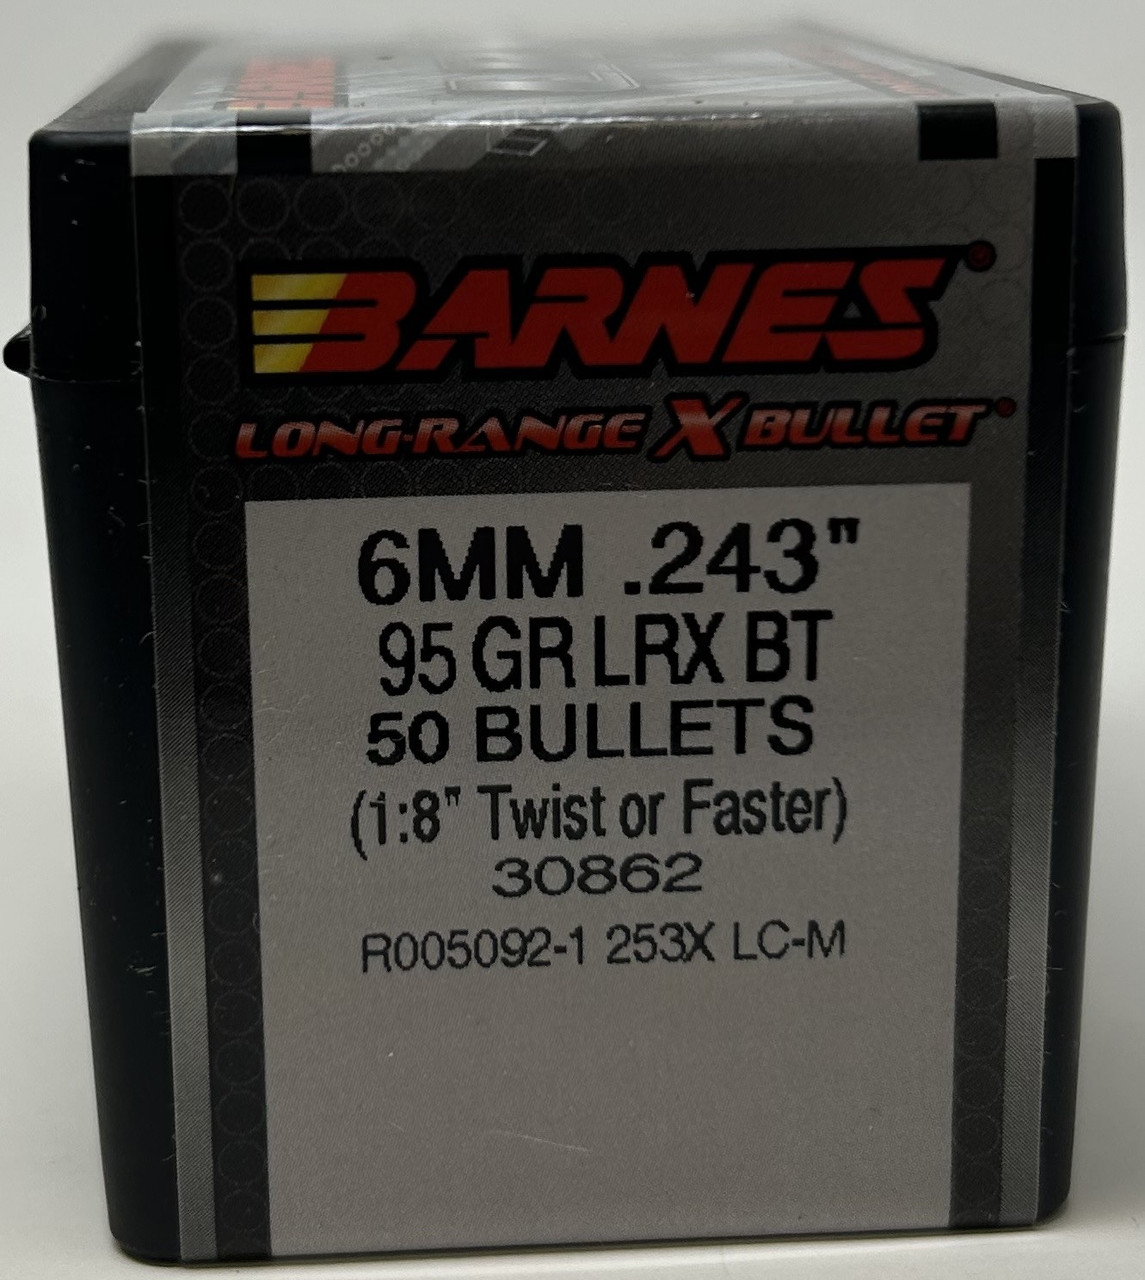 BARNES®
LONG-RANGE X BULLET®
6MM .243"
95 GR LRX BT
50 BULLETS
(1:8" Twist or Faster)
30862
R005092-1 253X LC-M